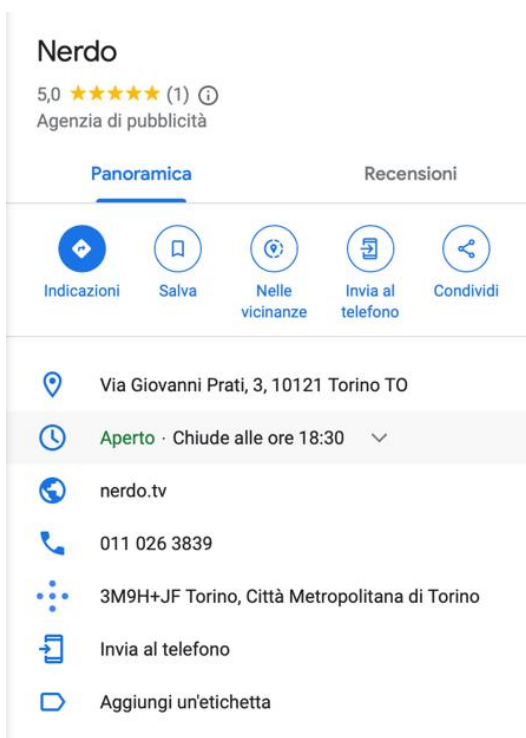 Nerdo
5,0 ★★★★★ (1)
Agenzia di pubblicità
Panoramica
Recensioni
Indicazioni
Salva
Nelle
vicinanze
Invia al
telefono
Condividi
Via Giovanni Prati, 3, 10121 Torino TO
Aperto · Chiude alle ore 18:30
nerdo.tv
011 026 3839
3M9H+JF Torino, Città Metropolitana di Torino
Invia al telefono
Aggiungi un'etichetta